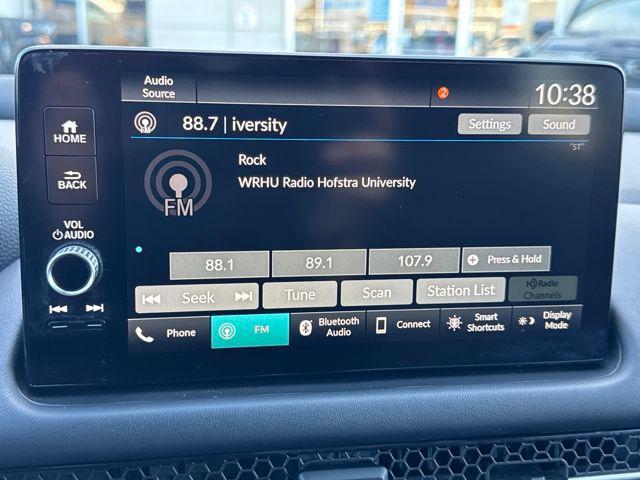 Audio
Source
2
10:38
HOME
BACK
VOL
AUDIO
FM
88.7 | iversity
Settings
Sound
"ST"
Rock
WRHU Radio Hofstra University
FM
88.1
89.1
107.9
Press & Hold
Seek
Tune
Scan
Station List
HD Radio
Channels
Phone
FM
Bluetooth
Audio
Connect
Smart
Shortcuts
Display
Mode